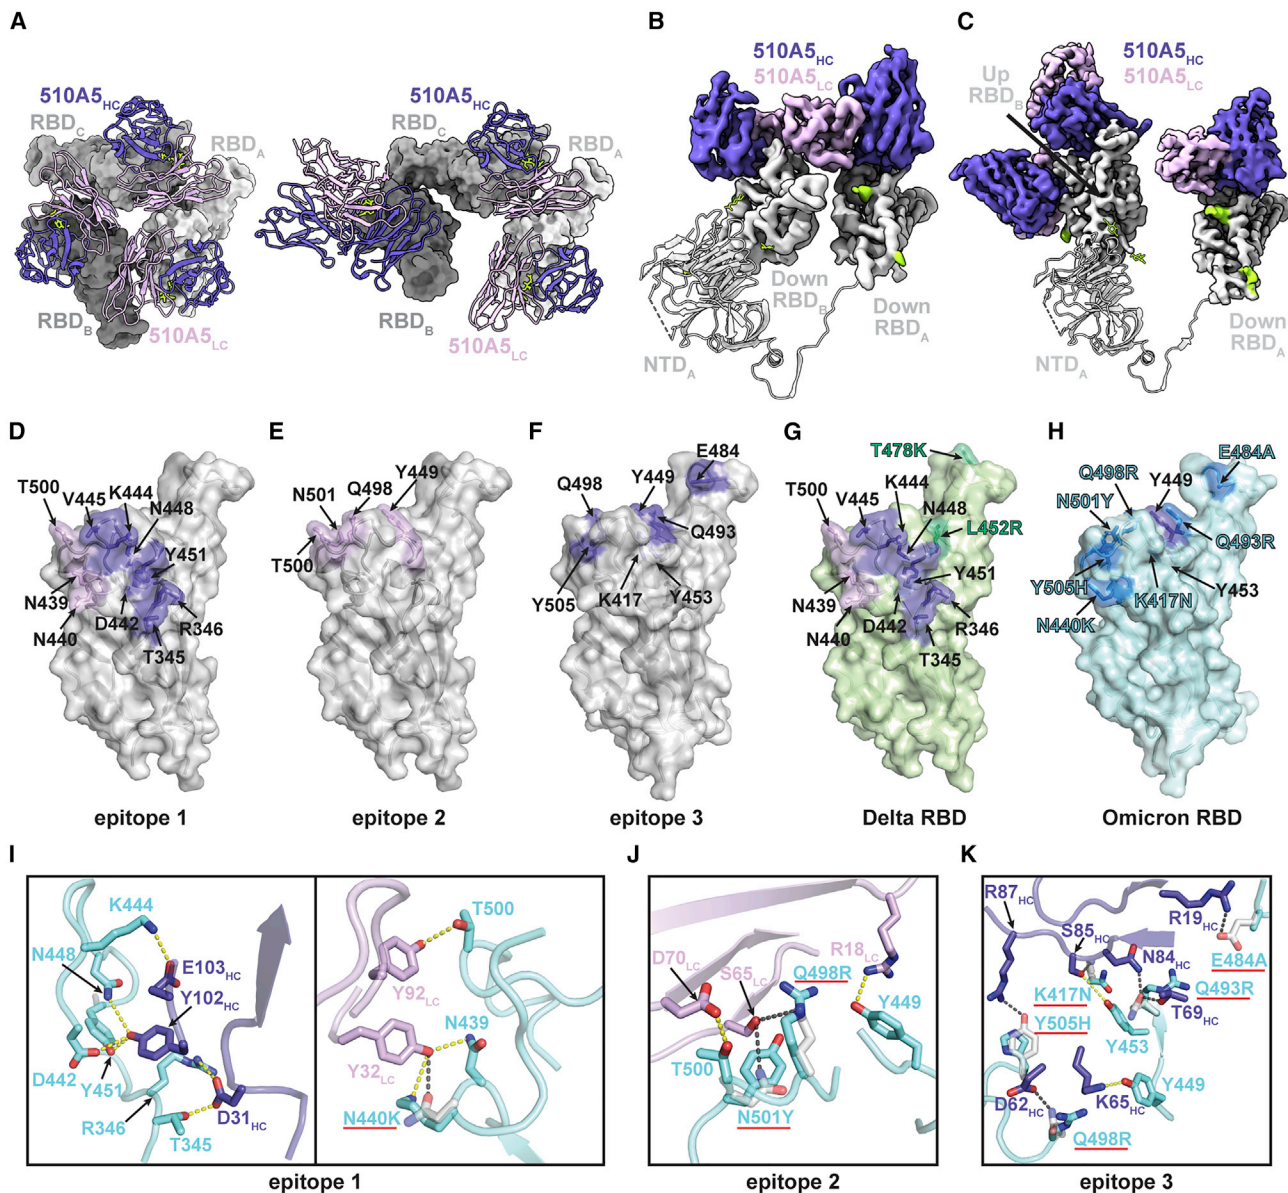 A
510A5HC
RBDC
RBDA
RBDB
510A5LC
510A5HC
RBDC
RBDA
RBDB
510A5LC
B
510A5HC
510A5LC
Down
RBDB
Down
RBDA
NTDA
C
510A5HC
510A5LC
Up
RBDB
Down
RBDA
NTDA
D
T500
V445
K444
N448
Y451
N439
N440
D442
R346
T345
epitope 1
E
N501
Q498
Y449
T500
epitope 2
F
E484
Q498
Y449
Q493
Y505
K417
Y453
epitope 3
G
T478K
T500
V445
K444
N448
L452R
Y451
N439
N440
D442
R346
T345
Delta RBD
H
E484A
Q498R
Y449
N501Y
Q493R
Y505H
K417N
Y453
N440K
Omicron RBD
I
K444
N448
E103HC
Y102HC
D442
Y451
R346
D31HC
T345
T500
Y92LC
N439
Y32LC
N440K
epitope 1
J
D70LC
S65LC
R18LC
Q498R
T500
Y449
N501Y
epitope 2
K
R87HC
R19HC
S85HC
N84HC
E484A
K417N
Q493R
Y505H
T69HC
Y453
D62HC
K65HC
Y449
Q498R
epitope 3